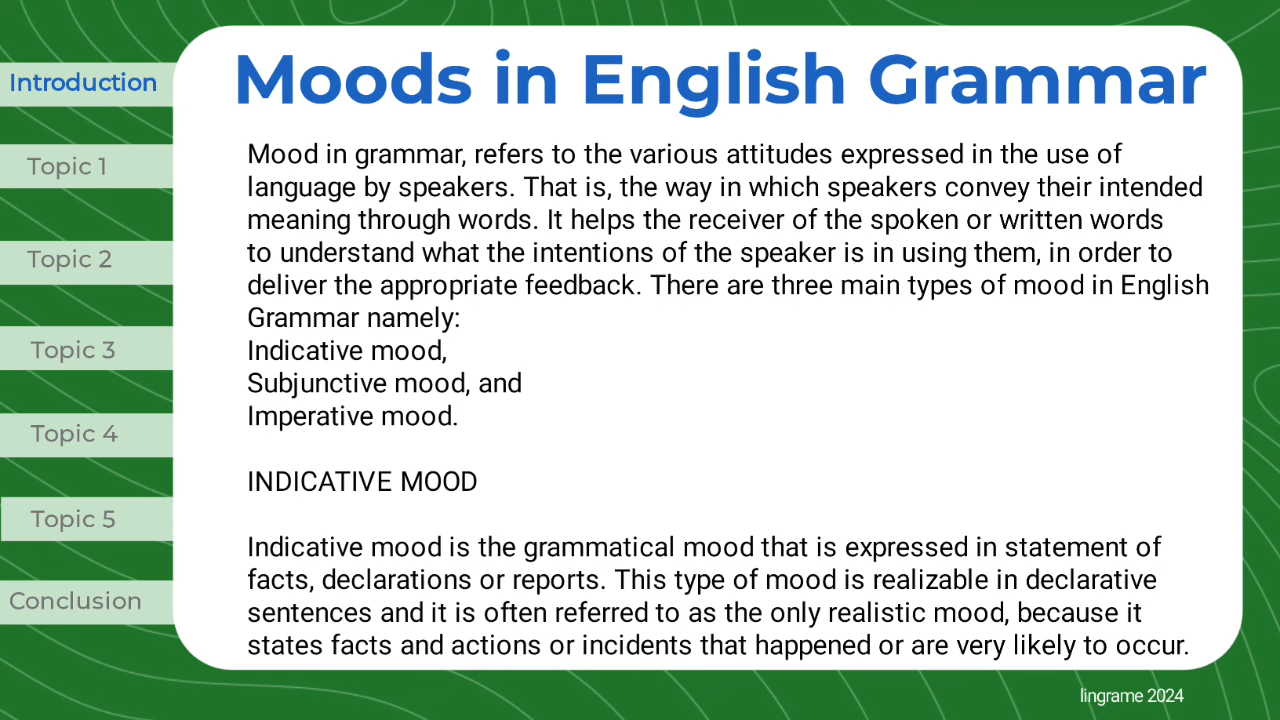 Moods in English Grammar
Introduction
Topic 1
Topic 2
Topic 3
Topic 4
Topic 5
Conclusion
Mood in grammar, refers to the various attitudes expressed in the use of
language by speakers. That is, the way in which speakers convey their intended
meaning through words. It helps the receiver of the spoken or written words
to understand what the intentions of the speaker is in using them, in order to
deliver the appropriate feedback. There are three main types of mood in English
Grammar namely:
Indicative mood,
Subjunctive mood, and
Imperative mood.
INDICATIVE MOOD
Indicative mood is the grammatical mood that is expressed in statement of
facts, declarations or reports. This type of mood is realizable in declarative
sentences and it is often referred to as the only realistic mood, because it
states facts and actions or incidents that happened or are very likely to occur.
lingrame 2024